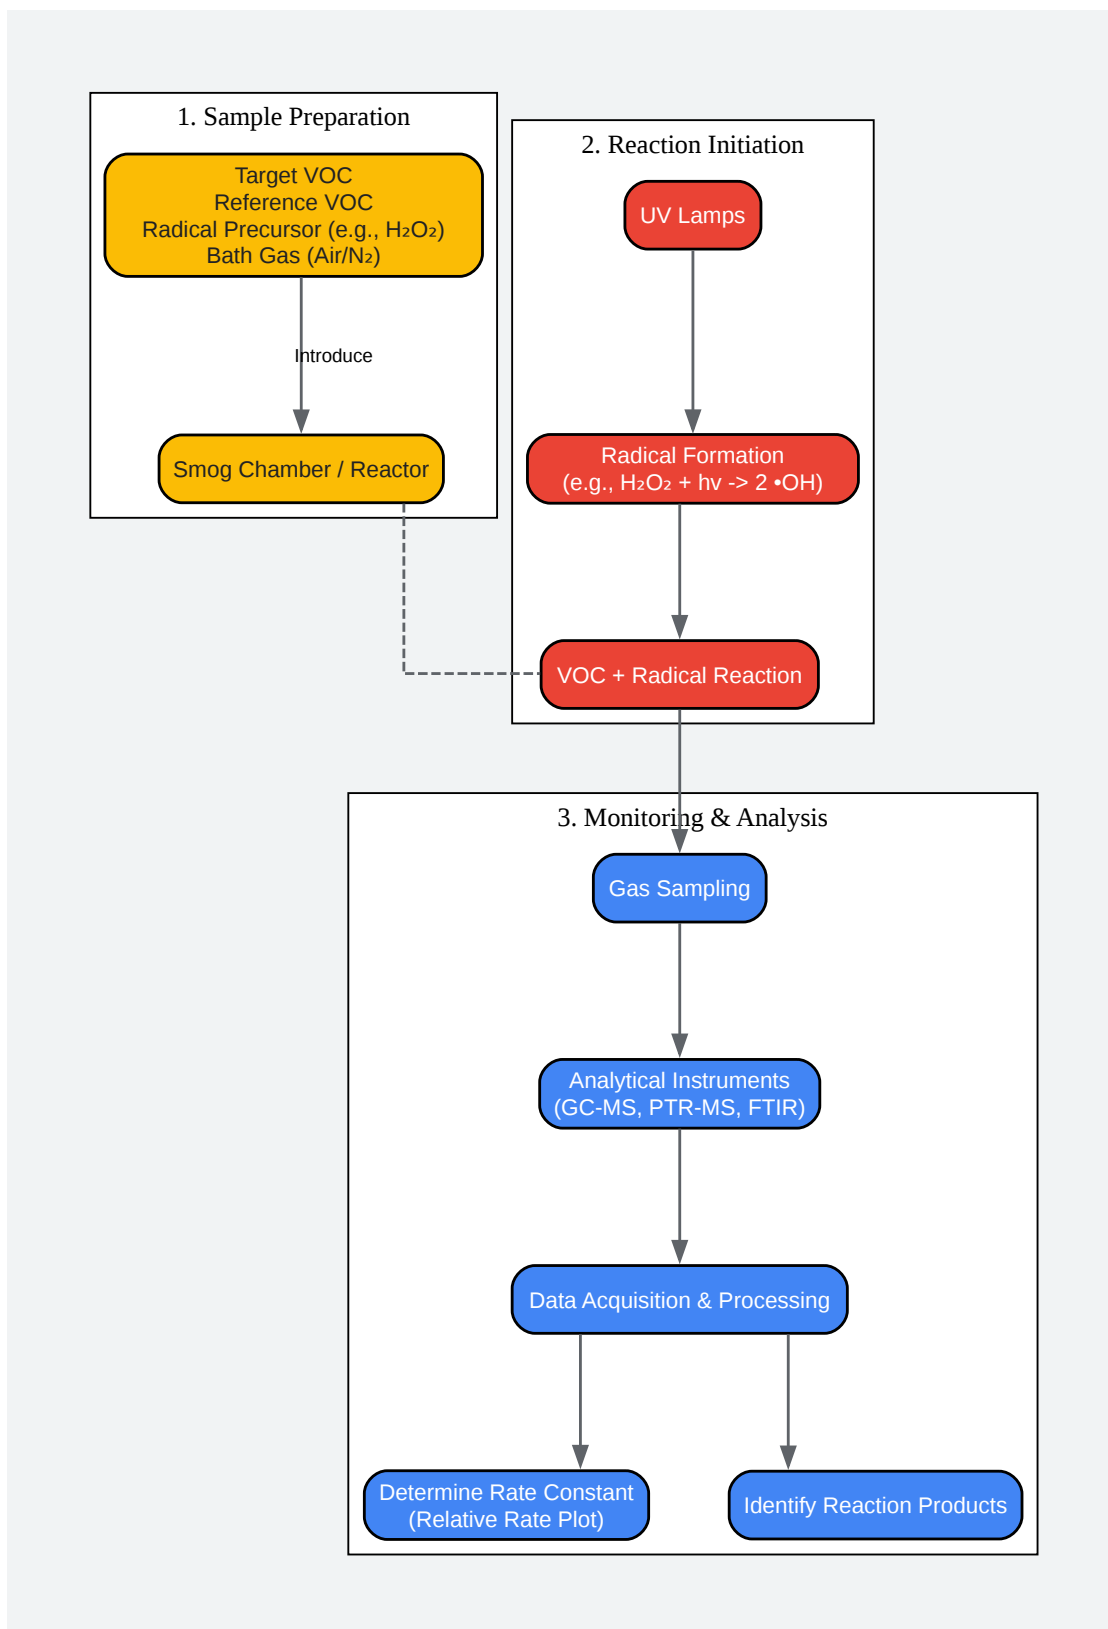 1. Sample Preparation
Target VOC
Reference VOC
Radical Precursor (e.g., H₂O₂)
Bath Gas (Air/N₂)
Introduce
Smog Chamber / Reactor
2. Reaction Initiation
UV Lamps
Radical Formation
(e.g., H₂O₂ + hv -> 2 •OH)
VOC + Radical Reaction
3. Monitoring & Analysis
Gas Sampling
Analytical Instruments
(GC-MS, PTR-MS, FTIR)
Data Acquisition & Processing
Determine Rate Constant
(Relative Rate Plot)
Identify Reaction Products